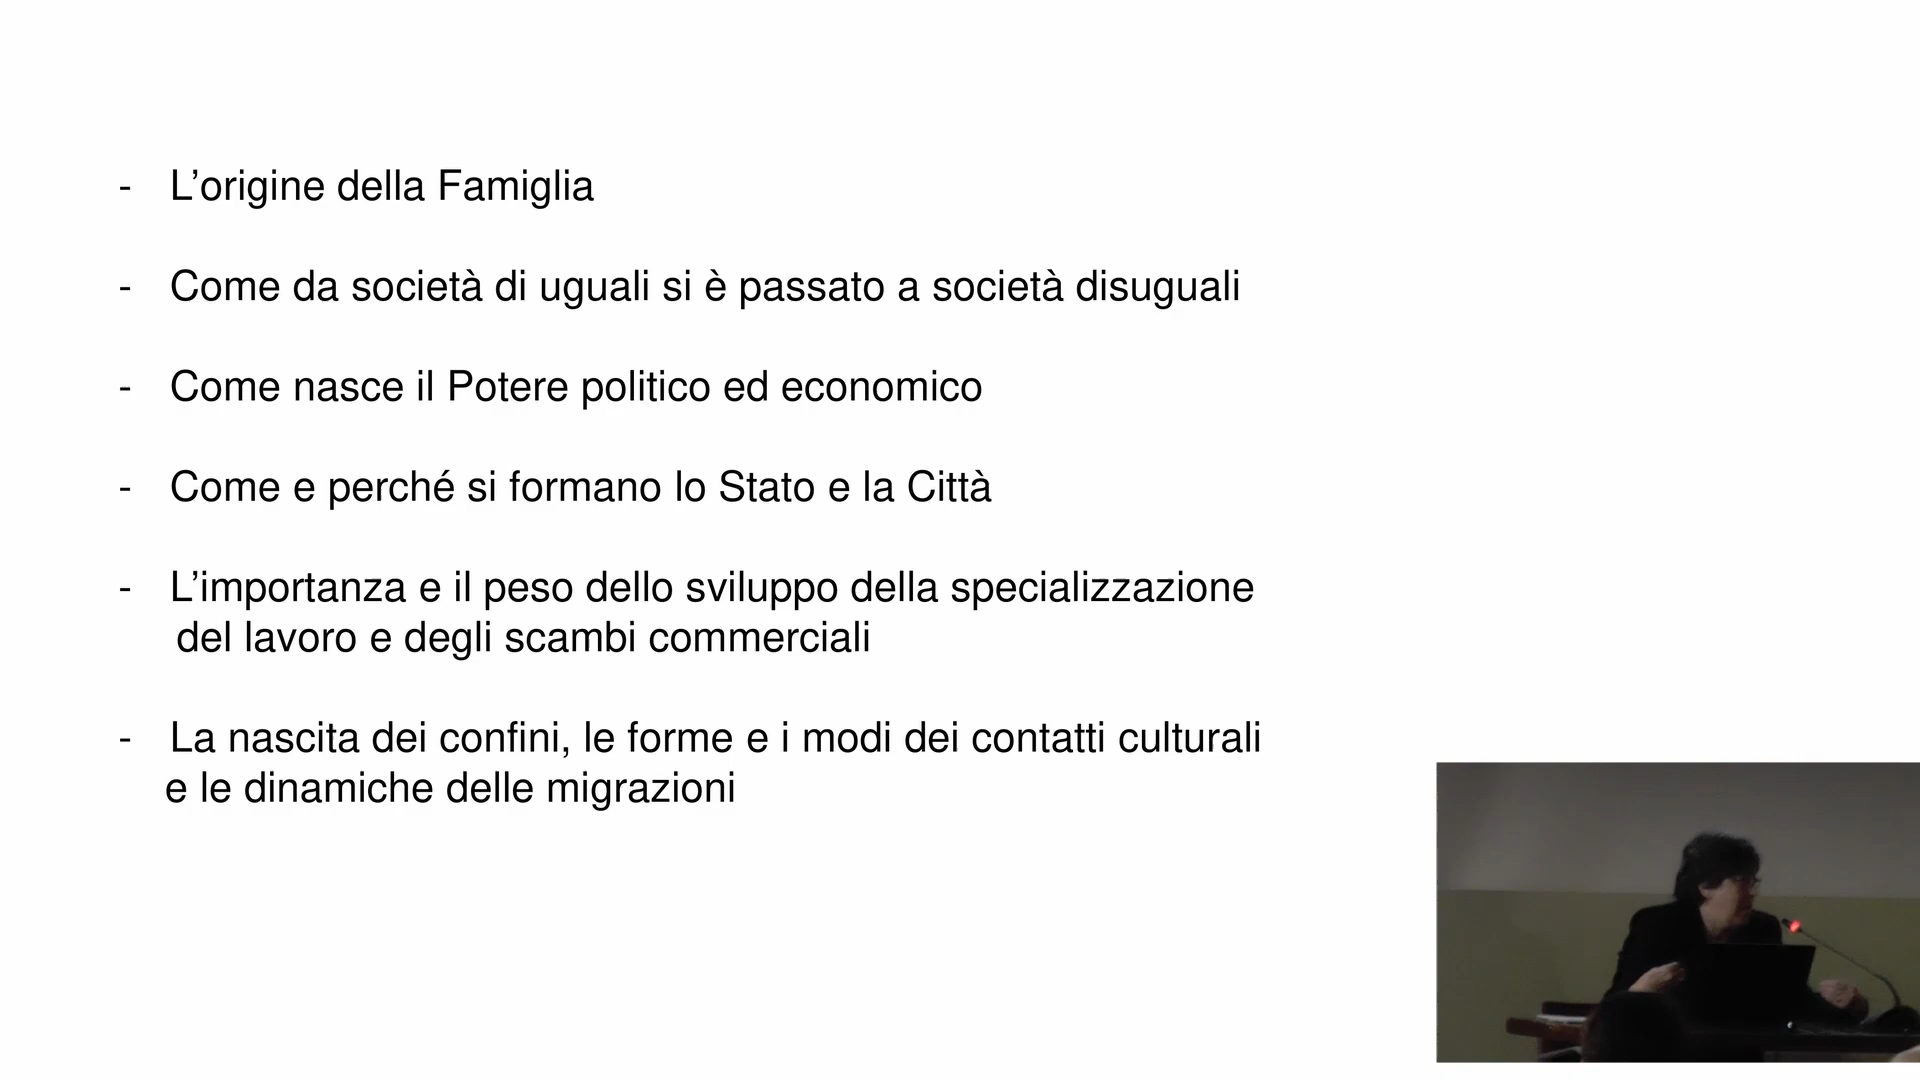 - L’origine della Famiglia
- Come da società di uguali si è passato a società disuguali
- Come nasce il Potere politico ed economico
- Come e perché si formano lo Stato e la Città
- L’importanza e il peso dello sviluppo della specializzazione
del lavoro e degli scambi commerciali
- La nascita dei confini, le forme e i modi dei contatti culturali
e le dinamiche delle migrazioni